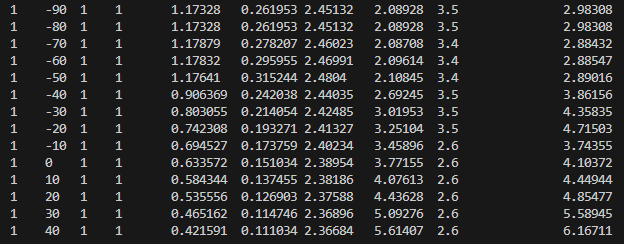 1 -90 1 1 1.17328 0.261953 2.45132 2.08928 3.5 2.98308
1 -80 1 1 1.17328 0.261953 2.45132 2.08928 3.5 2.98308
1 -70 1 1 1.17879 0.278207 2.46023 2.08708 3.4 2.88432
1 -60 1 1 1.17832 0.295955 2.46991 2.09614 3.4 2.88547
1 -50 1 1 1.17641 0.315244 2.4804 2.10845 3.4 2.89016
1 -40 1 1 0.906369 0.242038 2.44035 2.69245 3.5 3.86156
1 -30 1 1 0.803055 0.214054 2.42485 3.01953 3.5 4.35835
1 -20 1 1 0.742308 0.193271 2.41327 3.25104 3.5 4.71503
1 -10 1 1 0.694527 0.173759 2.40234 3.45896 2.6 3.74355
1 0 1 1 0.633572 0.151034 2.38954 3.77155 2.6 4.10372
1 10 1 1 0.584344 0.137455 2.38186 4.07613 2.6 4.44944
1 20 1 1 0.535556 0.126903 2.37588 4.43628 2.6 4.85477
1 30 1 1 0.465162 0.114746 2.36896 5.09276 2.6 5.58945
1 40 1 1 0.421591 0.111034 2.36684 5.61407 2.6 6.16711